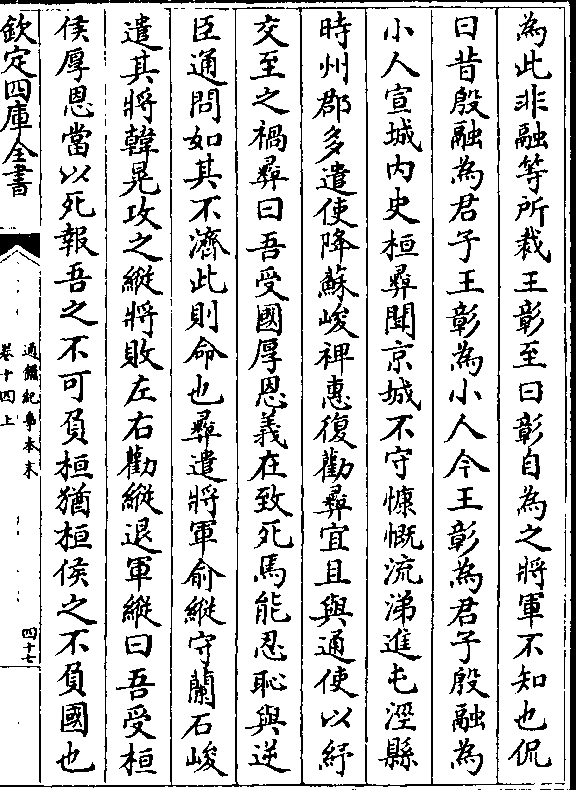 為此非融等所裁王彰至曰彰自為之將軍不知也侃
曰昔殷融為君子王彰為小人今王彰為君子殷融為
小人宣城内史桓彞聞京城不守慷慨流涕進屯涇縣
時州郡多遣使降蘇峻裨惠復勸彞宜且與通使以紓
交至之禍彞曰吾受國厚恩義在致死焉能忍恥與逆
臣通問如其不濟此則命也彞遣將軍俞縱守蘭石峻
遣其將韓晃攻之縱將敗左右勸縱退軍縱曰吾受桓
侯厚恩當以死報吾之不可負桓猶桓侯之不負國也
欽定四庫全書
通鑑紀事本末
卷十四上
四十七